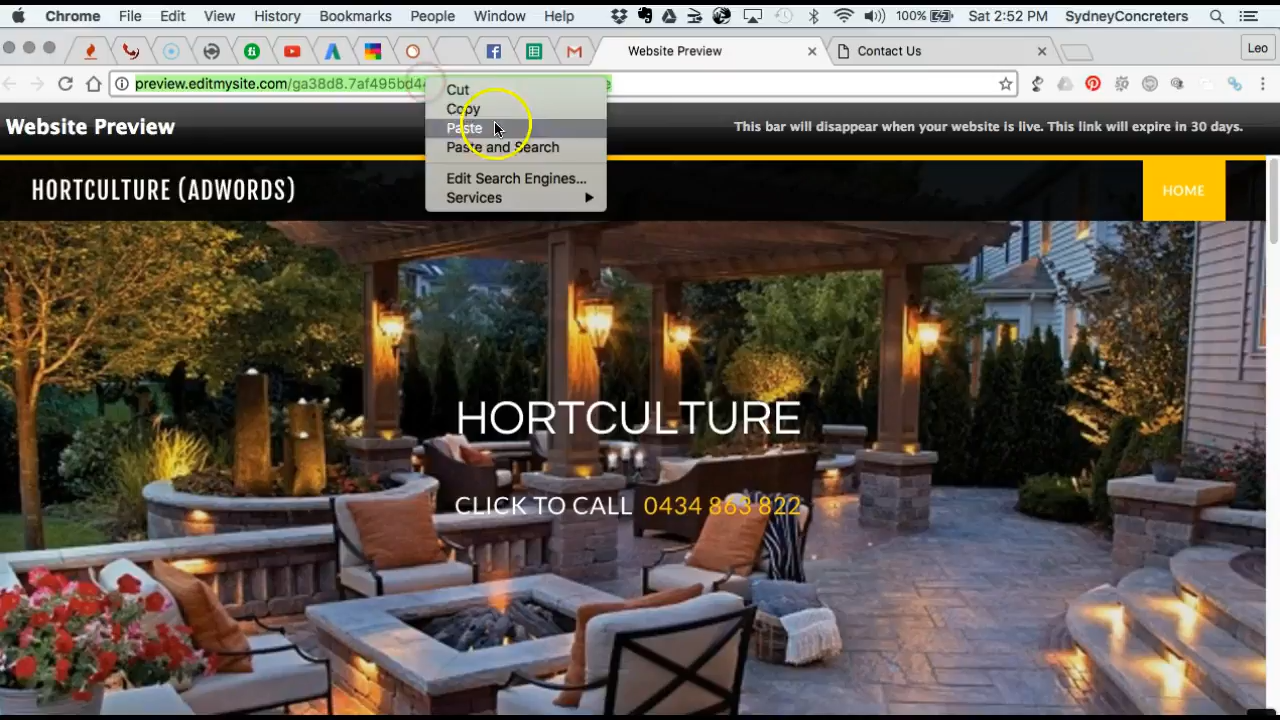 Chrome File Edit View History Bookmarks People Window Help 100% Sat 2:52 PM SydneyConcreters
Website Preview Contact Us Leo
preview.editmysite.com/ga38d8.7af495bd4
Cut
Copy
Paste
Paste and Search
Edit Search Engines...
Services
Website Preview This bar will disappear when your website is live. This link will expire in 30 days.
HORTCULTURE (ADWORDS) HOME
HORTCULTURE
CLICK TO CALL 0434 863 822